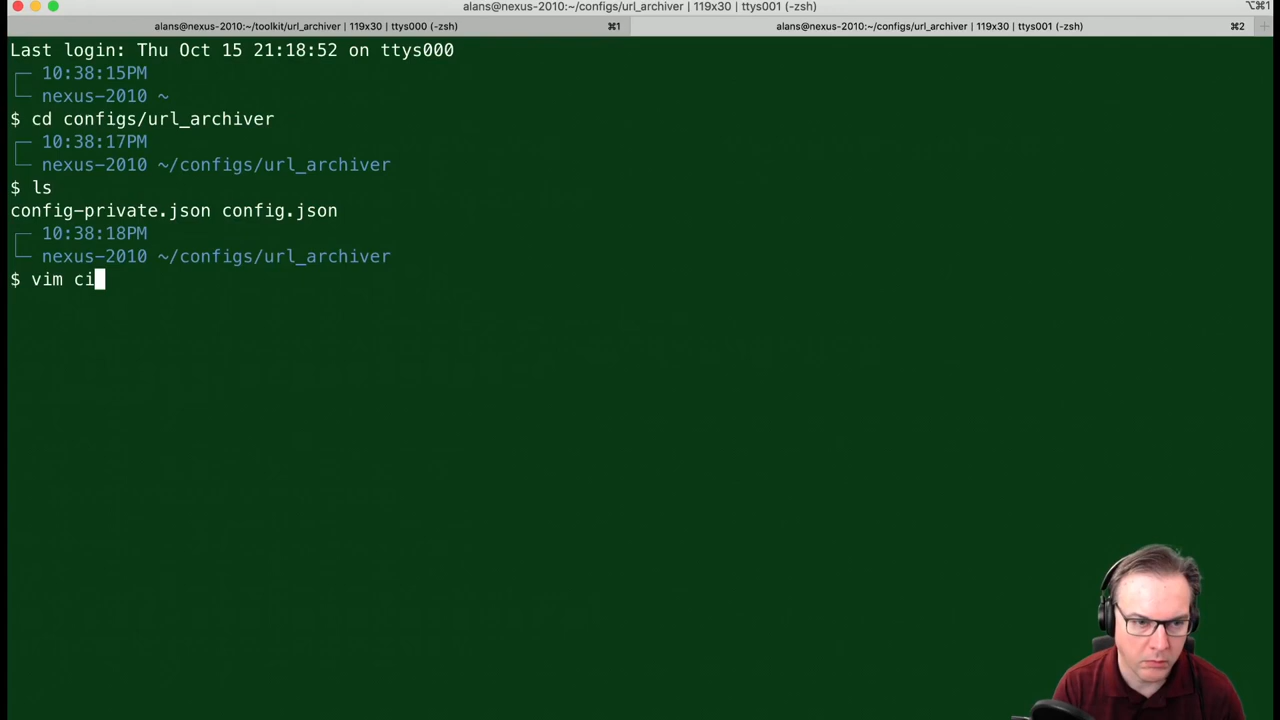 alans@nexus-2010:~/configs/url_archiver | 119x30 | ttys001 (-zsh)
⌥⌘1
alans@nexus-2010:~/toolkit/url_archiver | 119x30 | ttys000 (-zsh)
⌘1
alans@nexus-2010:~/configs/url_archiver | 119x30 | ttys001 (-zsh)
⌘2
Last login: Thu Oct 15 21:18:52 on ttys000
10:38:15PM
nexus-2010 ~
$ cd configs/url_archiver
10:38:17PM
nexus-2010 ~/configs/url_archiver
$ ls
config-private.json config.json
10:38:18PM
nexus-2010 ~/configs/url_archiver
$ vim ci